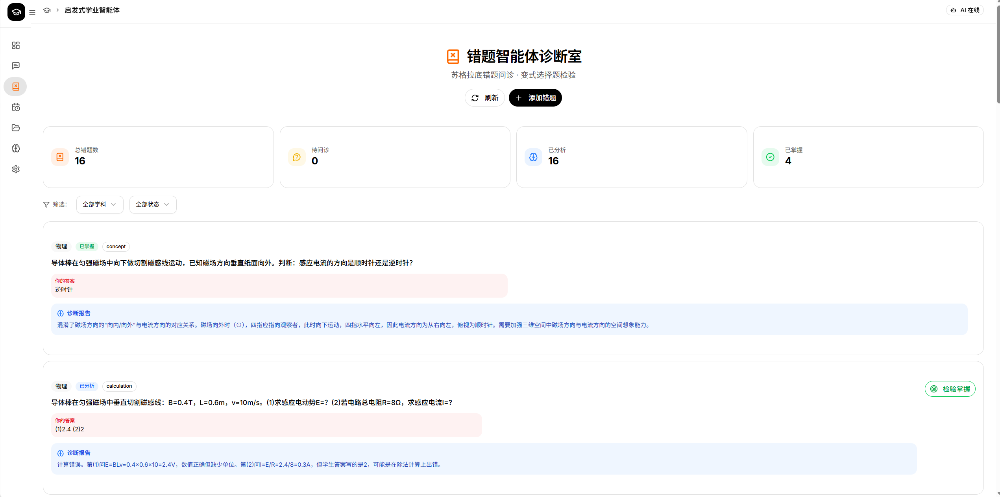 启发式学业智能体
AI 在线
错题智能体诊断室
苏格拉底错题问诊 · 变式选择题检验
刷新
添加错题
总错题数
16
待问诊
0
已分析
16
已掌握
4
筛选：
全部学科
全部状态
物理
已掌握
concept
导体棒在匀强磁场中向下做切割磁感线运动，已知磁场方向垂直纸面向外。判断：感应电流的方向是顺时针还是逆时针？
你的答案
逆时针
诊断报告
混淆了磁场方向的"向内/向外"与电流方向的对应关系。磁场向外时（⊙），四指应指向观察者，此时向下运动，四指水平向左，因此电流方向为从右向左，俯视为顺时针。需要加强三维空间中磁场方向与电流方向的空间想象能力。
物理
已分析
calculation
检验掌握
导体棒在匀强磁场中垂直切割磁感线：B=0.4T，L=0.6m，v=10m/s。(1)求感应电动势E=？(2)若电路总电阻R=8Ω，求感应电流I=？
你的答案
(1)2.4 (2)2
诊断报告
计算错误。第(1)问E=BLv=0.4×0.6×10=2.4V，数值正确但缺少单位。第(2)问I=E/R=2.4/8=0.3A，但学生答案写的是2，可能是在除法计算上出错。